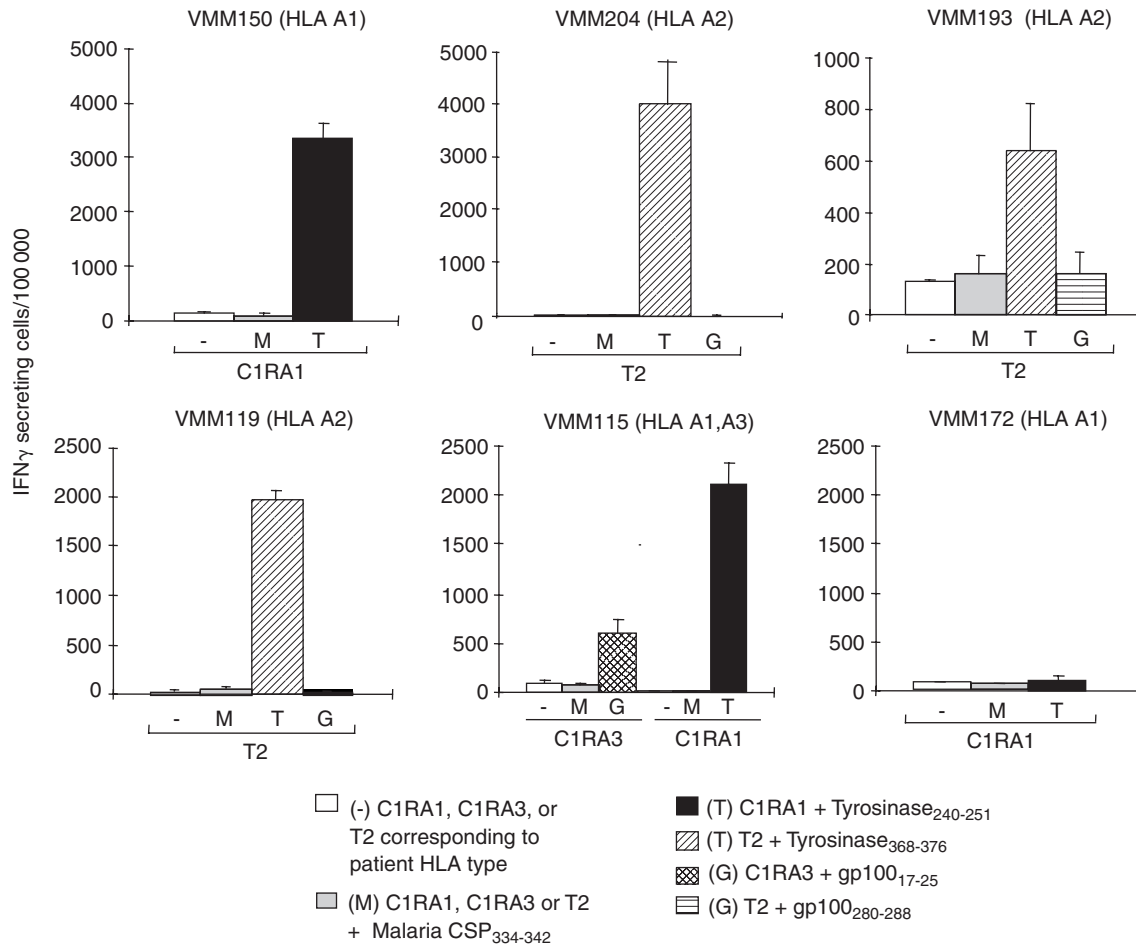 VMM150 (HLA A1)
5000
4000
3000
2000
1000
0
- M T
C1RA1
VMM204 (HLA A2)
5000
4000
3000
2000
1000
0
- M T G
T2
VMM193 (HLA A2)
1000
800
600
400
200
0
- M T G
T2
IFNγ secreting cells/100 000
VMM119 (HLA A2)
2500
2000
1500
1000
500
0
- M T G
T2
VMM115 (HLA A1,A3)
2500
2000
1500
1000
500
0
- M G - M T
C1RA3 C1RA1
VMM172 (HLA A1)
2500
2000
1500
1000
500
0
- M T
C1RA1
(-) C1RA1, C1RA3, or
T2 corresponding to
patient HLA type
(M) C1RA1, C1RA3 or T2
+ Malaria CSP334-342
(T) C1RA1 + Tyrosinase240-251
(T) T2 + Tyrosinase368-376
(G) C1RA3 + gp10017-25
(G) T2 + gp100280-288